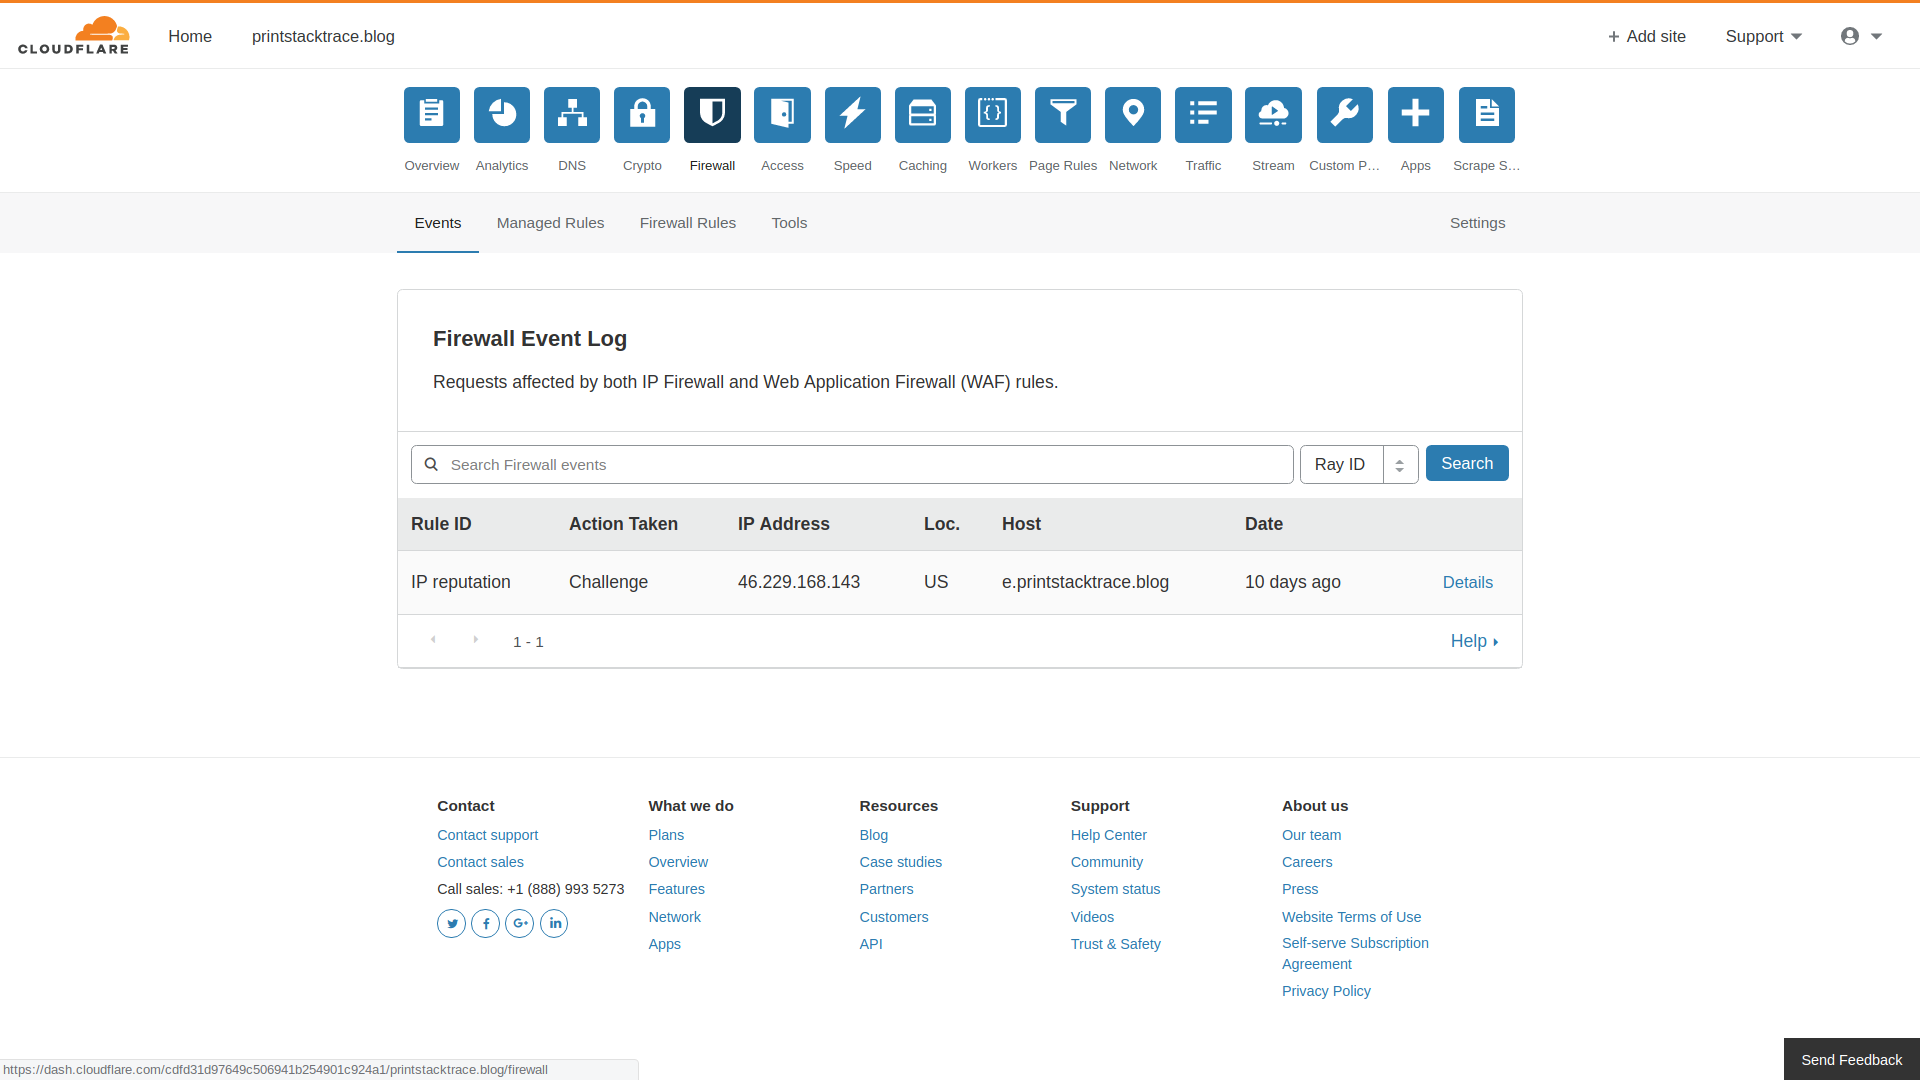 CLOUDFLARE
Home
printstacktrace.blog
+ Add site
Support
Overview
Analytics
DNS
Crypto
Firewall
Access
Speed
Caching
Workers
Page Rules
Network
Traffic
Stream
Custom P...
Apps
Scrape S...
Events
Managed Rules
Firewall Rules
Tools
Settings
Firewall Event Log
Requests affected by both IP Firewall and Web Application Firewall (WAF) rules.
Search Firewall events
Ray ID
Search
Rule ID Action Taken IP Address Loc. Host Date
IP reputation Challenge 46.229.168.143 US e.printstacktrace.blog 10 days ago Details
1 - 1
Help
Contact
Contact support
Contact sales
Call sales: +1 (888) 993 5273
What we do
Plans
Overview
Features
Network
Apps
Resources
Blog
Case studies
Partners
Customers
API
Support
Help Center
Community
System status
Videos
Trust & Safety
About us
Our team
Careers
Press
Website Terms of Use
Self-serve Subscription
Agreement
Privacy Policy
https://dash.cloudflare.com/cdfd31d97649c506941b254901c924a1/printstacktrace.blog/firewall
Send Feedback